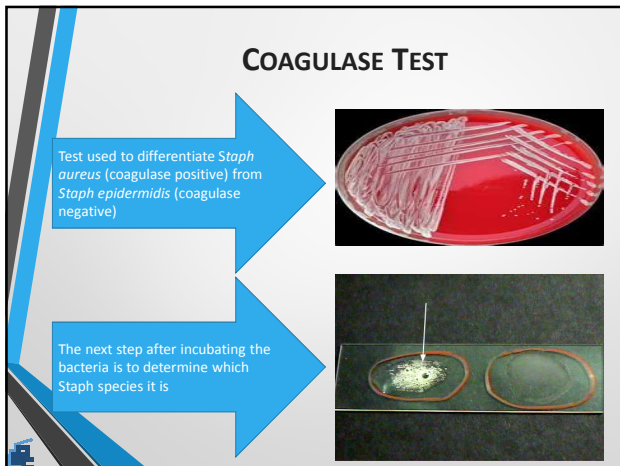 COAGULASE TEST
Test used to differentiate Staph
aureus (coagulase positive) from
Staph epidermidis (coagulase
negative)
The next step after incubating the
bacteria is to determine which
Staph species it is